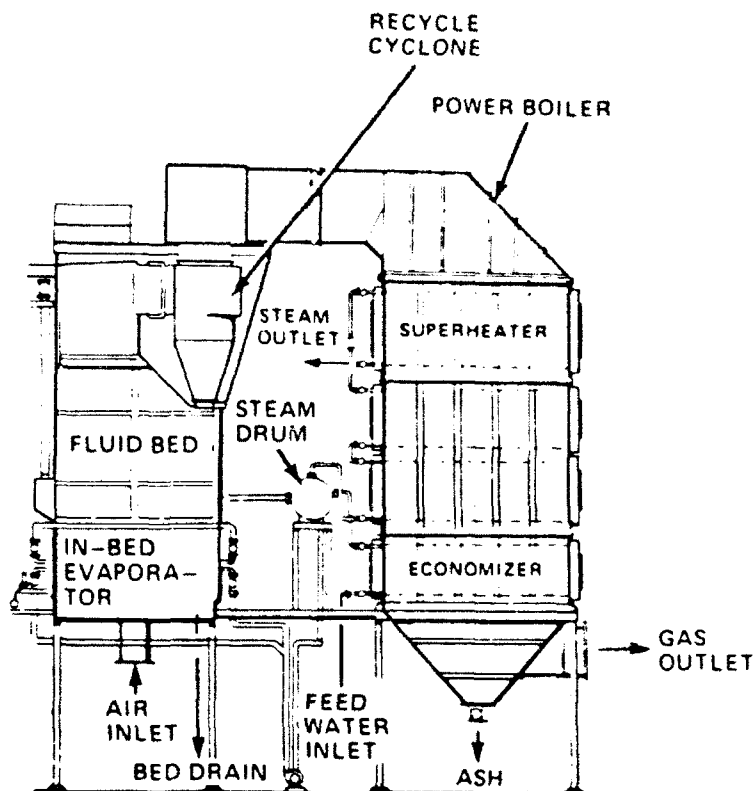 RECYCLE
CYCLONE
POWER BOILER
STEAM
OUTLET
SUPERHEATER
STEAM
DRUM
FLUID BED
IN-BED
EVAPORA-
TOR
ECONOMIZER
GAS
OUTLET
AIR
INLET
FEED
WATER
INLET
BED DRAIN
ASH